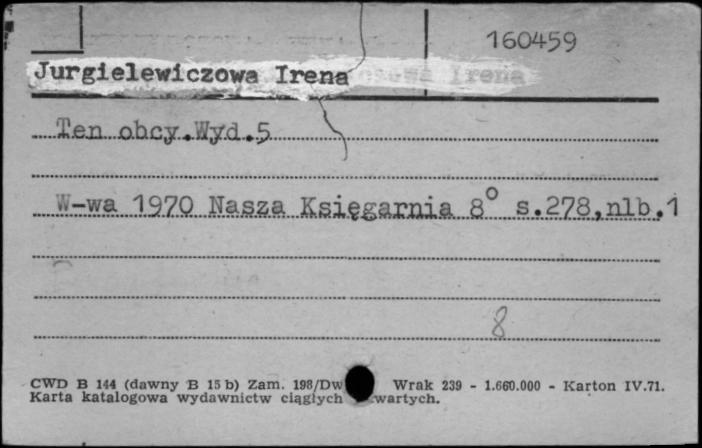 160459
Jurgielewiczowa Irena
Ten obcy.Wyd.5
W-wa 1970 Nasza Księgarnia 8° s.278,nlb.1
8
CWD B 144 (dawny B 15 b) Zam. 198/Dw Wrak 239 - 1.660.000 - Karton IV.71.
Karta katalogowa wydawnictw ciągłych wartych.